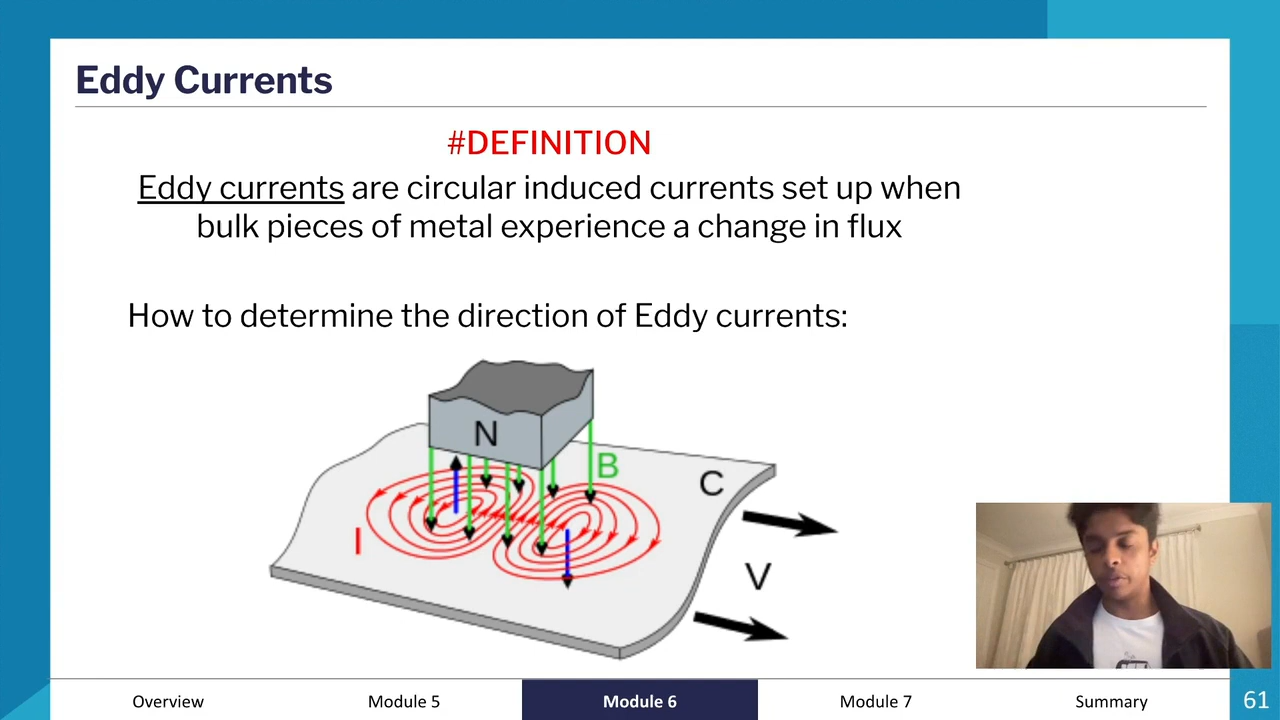 Eddy Currents
#DEFINITION
Eddy currents are circular induced currents set up when
bulk pieces of metal experience a change in flux
How to determine the direction of Eddy currents:
N
B
C
I
V
Overview
Module 5
Module 6
Module 7
Summary
61